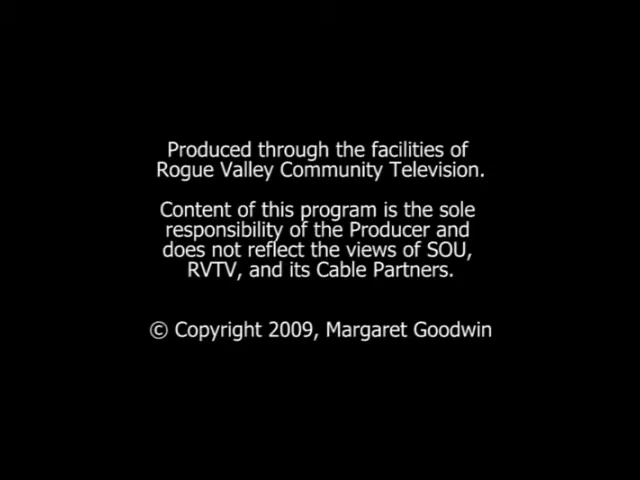 Produced through the facilities of
Rogue Valley Community Television.
Content of this program is the sole
responsibility of the Producer and
does not reflect the views of SOU,
RVTV, and its Cable Partners.
© Copyright 2009, Margaret Goodwin